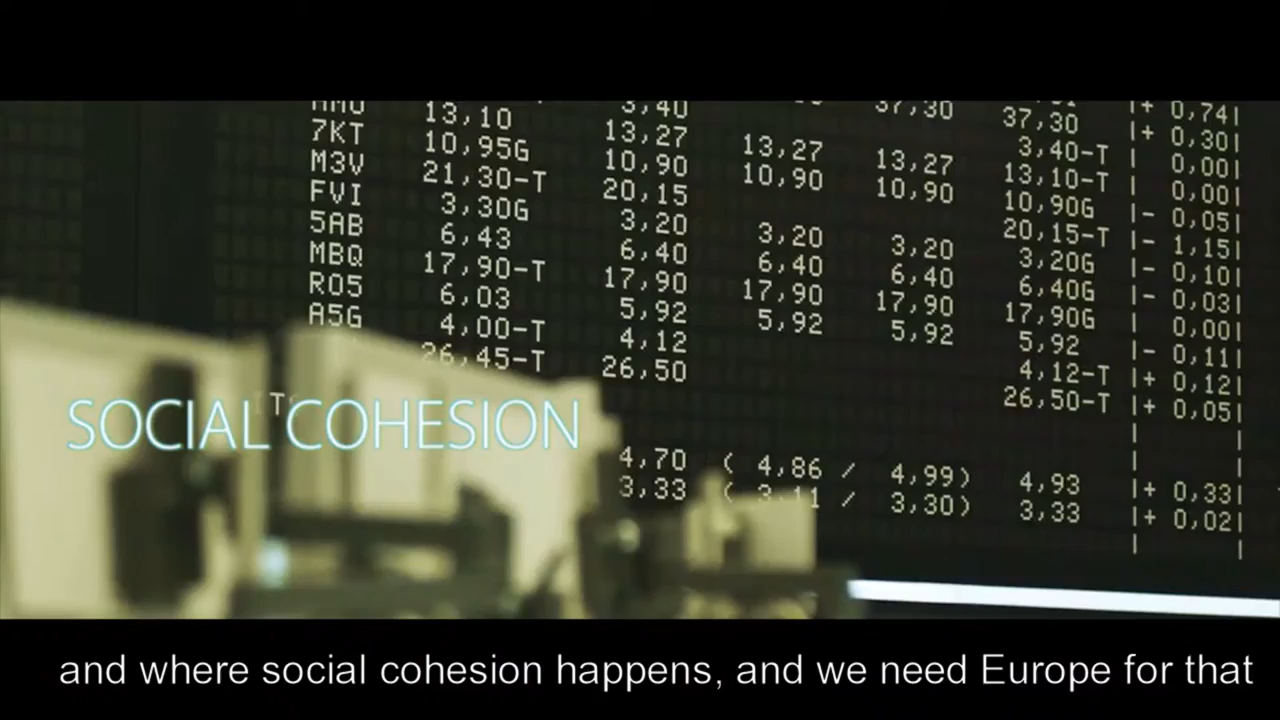 37,30 37,30 |+ 0,30|
3,40 3,40-T | 0,00|
13,10 13,27 13,27 13,27 13,10-T | 0,00|
7KT 10,95G 10,90 10,90 10,90 10,90G |- 0,05|
M3V 21,30-T 20,15 20,15-T |- 1,15|
FVI 3,30G 3,20 3,20 3,20 3,20G |- 0,10|
5AB 6,43 6,40 6,40 6,40 6,40G |- 0,03|
MBQ 17,90-T 17,90 17,90 17,90 17,90G | 0,00|
RO5 6,03 5,92 5,92 5,92 5,92 |- 0,11|
A5G 4,00-T 4,12 4,12-T |+ 0,12|
26,45-T 26,50 26,50-T |+ 0,05|
SOCIAL COHESION
4,70 ( 4,86 / 4,99) 4,93 |+ 0,33|
3,33 ( 3,11 / 3,30) 3,33 |+ 0,02|
and where social cohesion happens, and we need Europe for that